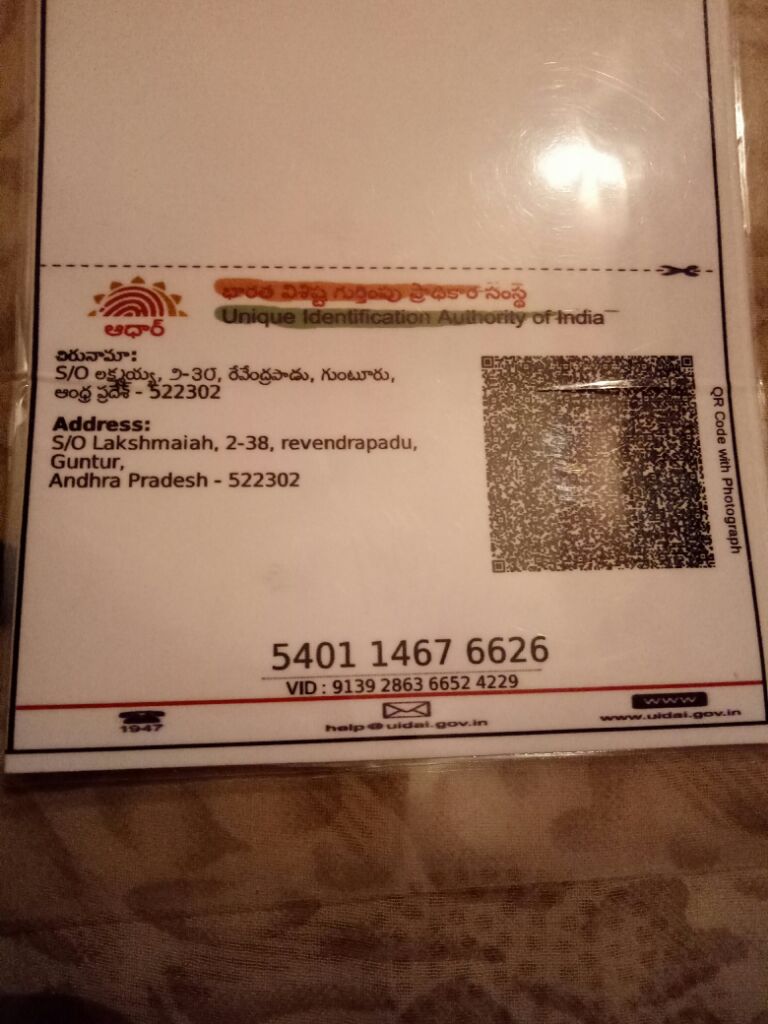 భారత విశిష్ట గుర్తింపు ప్రాధికార సంస్థ
Unique Identification Authority of India
ఆధార్
చిరునామా:
S/O లక్ష్మయ్య, ౨-౩౮, రేవేంద్రపాడు, గుంటూరు,
ఆంధ్ర ప్రదేశ్ - 522302
Address:
S/O Lakshmaiah, 2-38, revendrapadu,
Guntur,
Andhra Pradesh - 522302
QR Code with Photograph
5401 1467 6626
VID : 9139 2863 6652 4229
1947
help@uidai.gov.in
www
www.uidai.gov.in